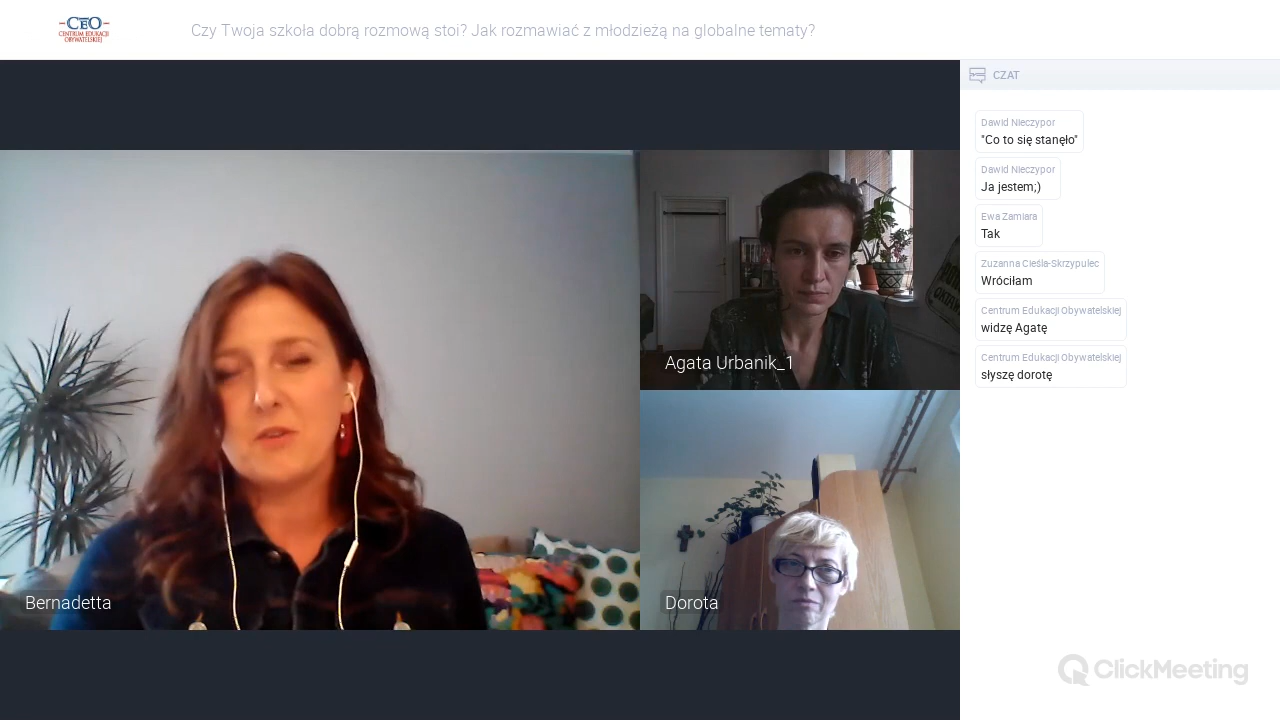 CEO
CENTRUM EDUKACJI
OBYWATELSKIEJ
Czy Twoja szkoła dobrą rozmową stoi? Jak rozmawiać z młodzieżą na globalne tematy?
CZAT
Dawid Nieczypor
"Co to się stanęło"
Dawid Nieczypor
Ja jestem;)
Ewa Zamiara
Tak
Zuzanna Cieśla-Skrzypulec
Wróciłam
Centrum Edukacji Obywatelskiej
widzę Agatę
Centrum Edukacji Obywatelskiej
słyszę dorotę
Agata Urbanik_1
Bernadetta
Dorota
ClickMeeting